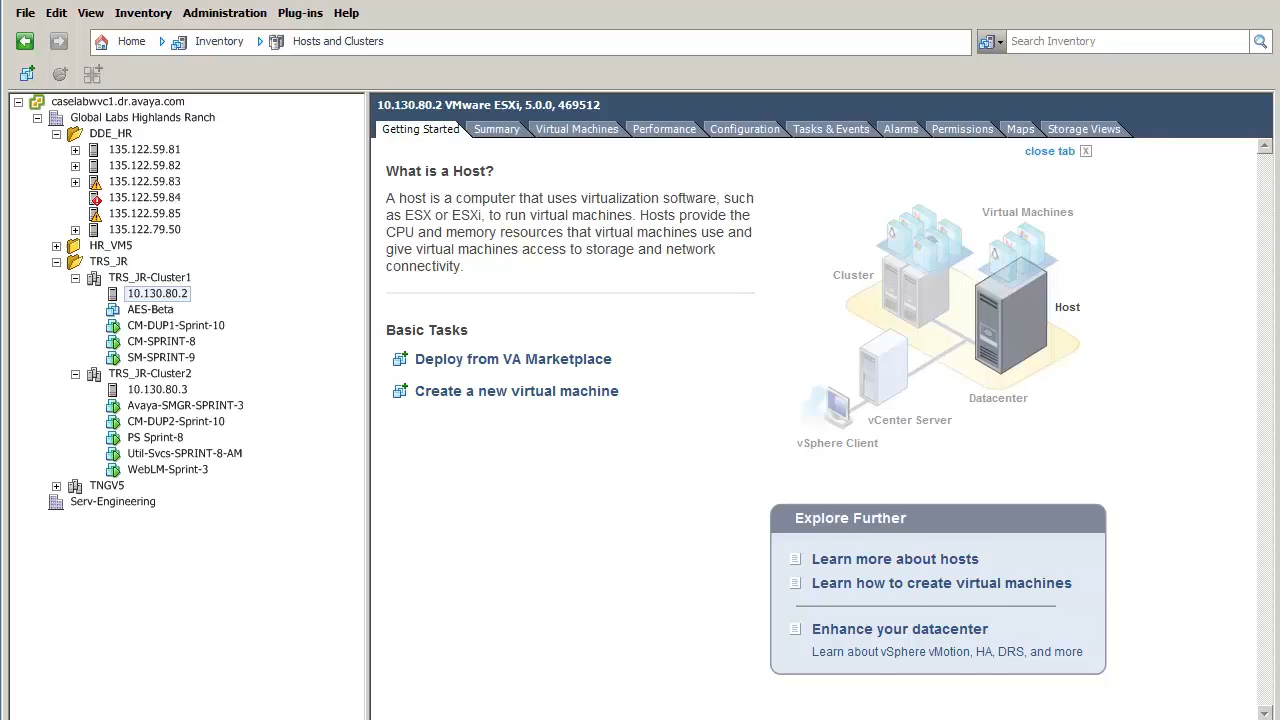 File Edit View Inventory Administration Plug-ins Help
Home Inventory Hosts and Clusters Search Inventory
caselabwvc1.dr.avaya.com
Global Labs Highlands Ranch
DDE_HR
135.122.59.81
135.122.59.82
135.122.59.83
135.122.59.84
135.122.59.85
135.122.79.50
HR_VM5
TRS_JR
TRS_JR-Cluster1
10.130.80.2
AES-Beta
CM-DUP1-Sprint-10
CM-SPRINT-8
SM-SPRINT-9
TRS_JR-Cluster2
10.130.80.3
Avaya-SMGR-SPRINT-3
CM-DUP2-Sprint-10
PS Sprint-8
Util-Svcs-SPRINT-8-AM
WebLM-Sprint-3
TNGV5
Serv-Engineering
10.130.80.2 VMware ESXi, 5.0.0, 469512
Getting Started Summary Virtual Machines Performance Configuration Tasks & Events Alarms Permissions Maps Storage Views
close tab X
What is a Host?
A host is a computer that uses virtualization software, such
as ESX or ESXi, to run virtual machines. Hosts provide the
CPU and memory resources that virtual machines use and
give virtual machines access to storage and network
connectivity.
Basic Tasks
Deploy from VA Marketplace
Create a new virtual machine
Virtual Machines
Cluster
Host
Datacenter
vCenter Server
vSphere Client
Explore Further
Learn more about hosts
Learn how to create virtual machines
Enhance your datacenter
Learn about vSphere vMotion, HA, DRS, and more